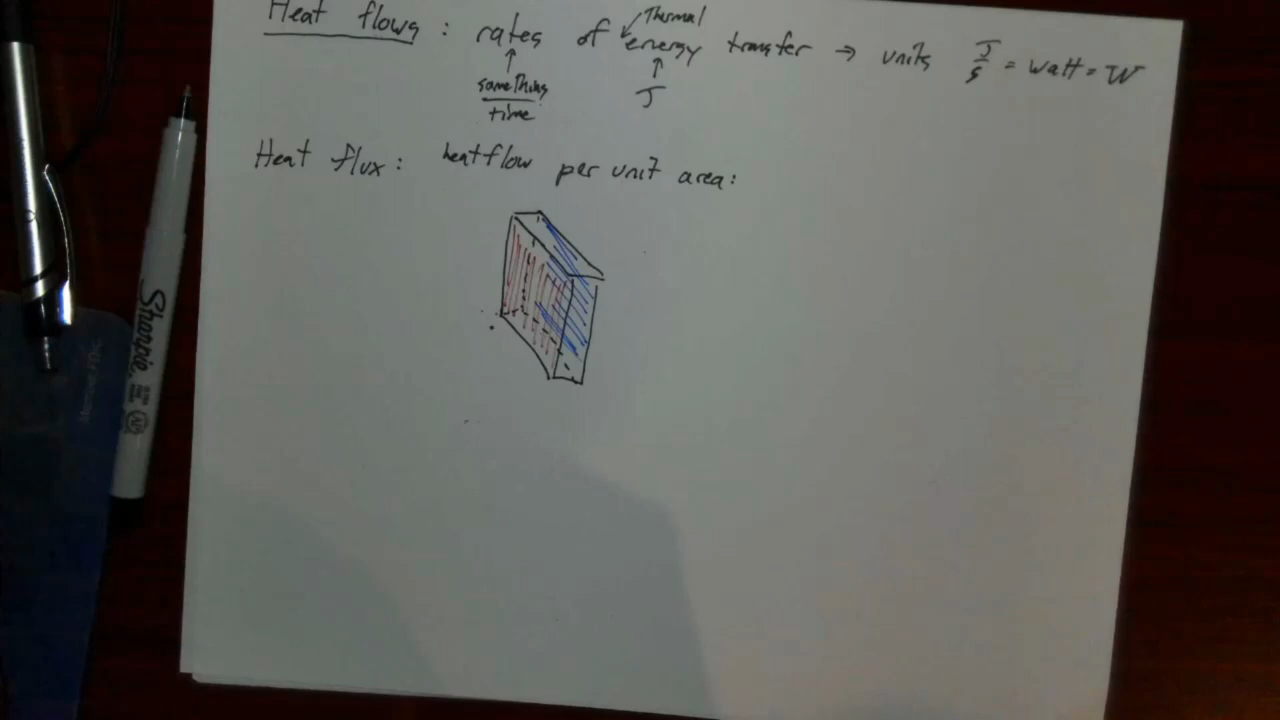 Heat flows : rates of energy transfer → units J/s = watt = W
Thermal
something/time
J
Heat flux: heatflow per unit area:
Sharpie